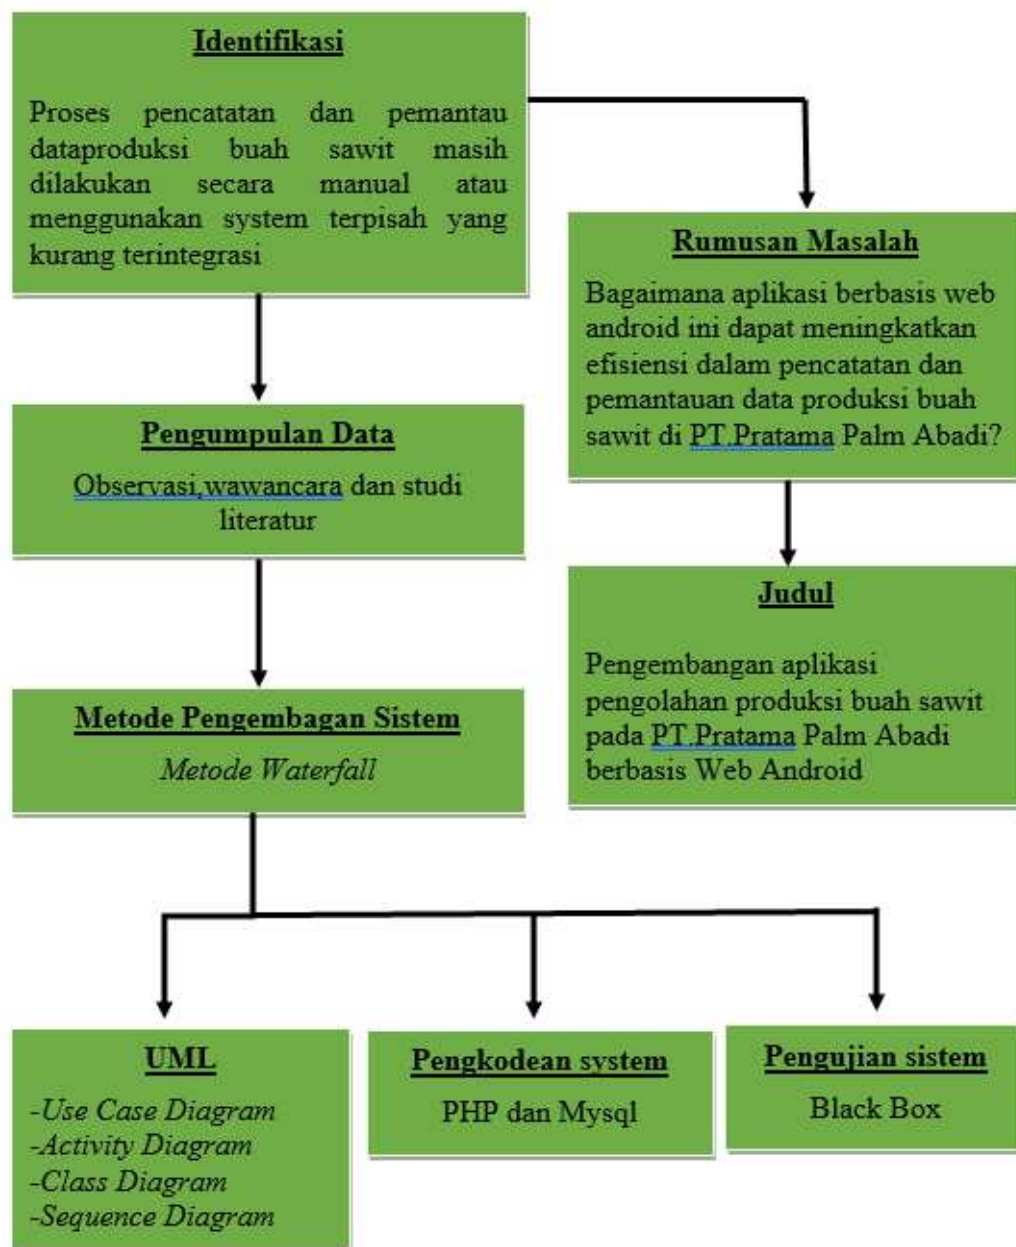 Identifikasi
Proses pencatatan dan pemantau
dataproduksi buah sawit masih
dilakukan secara manual atau
menggunakan system terpisah yang
kurang terintegrasi
Rumusan Masalah
Bagaimana aplikasi berbasis web
android ini dapat meningkatkan
efisiensi dalam pencatatan dan
pemantauan data produksi buah
sawit di PT.Pratama Palm Abadi?
Pengumpulan Data
Observasi,wawancara dan studi
literatur
Judul
Pengembangan aplikasi
pengolahan produksi buah sawit
pada PT.Pratama Palm Abadi
berbasis Web Android
Metode Pengembagan Sistem
Metode Waterfall
UML
-Use Case Diagram
-Activity Diagram
-Class Diagram
-Sequence Diagram
Pengkodean system
PHP dan Mysql
Pengujian sistem
Black Box